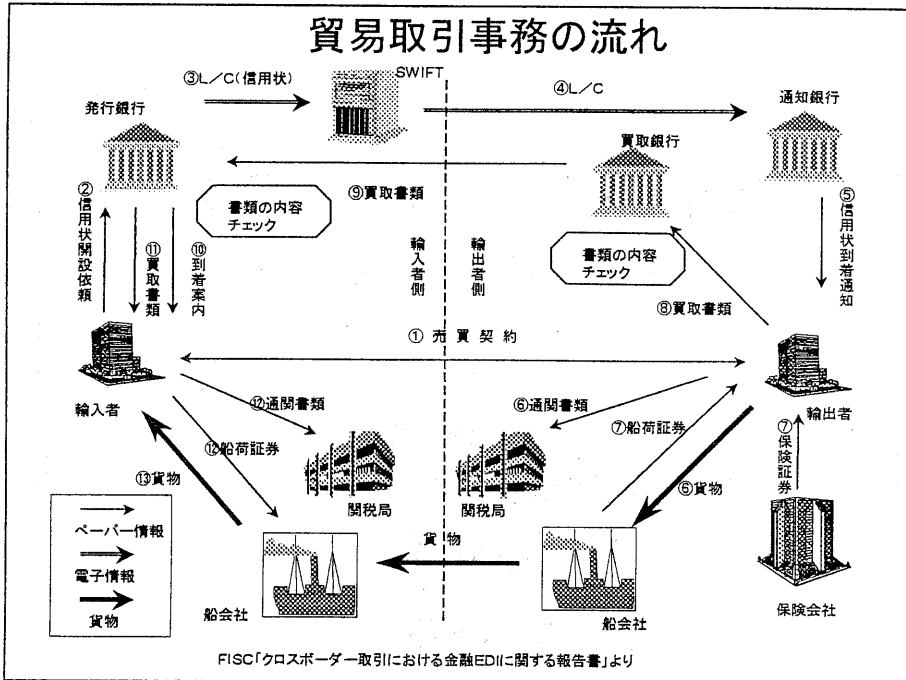 貿易取引事務の流れ
③L/C(信用状)
SWIFT
④L/C
発行銀行
通知銀行
買取銀行
⑨買取書類
書類の内容
チェック
②信用状開設依頼
⑪買取書類
⑩到着案内
輸入者側
輸出者側
書類の内容
チェック
⑤信用状到着通知
⑧買取書類
①売買契約
輸入者
輸出者
⑫通関書類
⑥通関書類
⑫船荷証券
⑦船荷証券
⑦保険証券
⑬貨物
⑥貨物
関税局
関税局
貨物
ペーパー情報
電子情報
貨物
船会社
船会社
保険会社
FISC「クロスボーダー取引における金融EDIに関する報告書」より